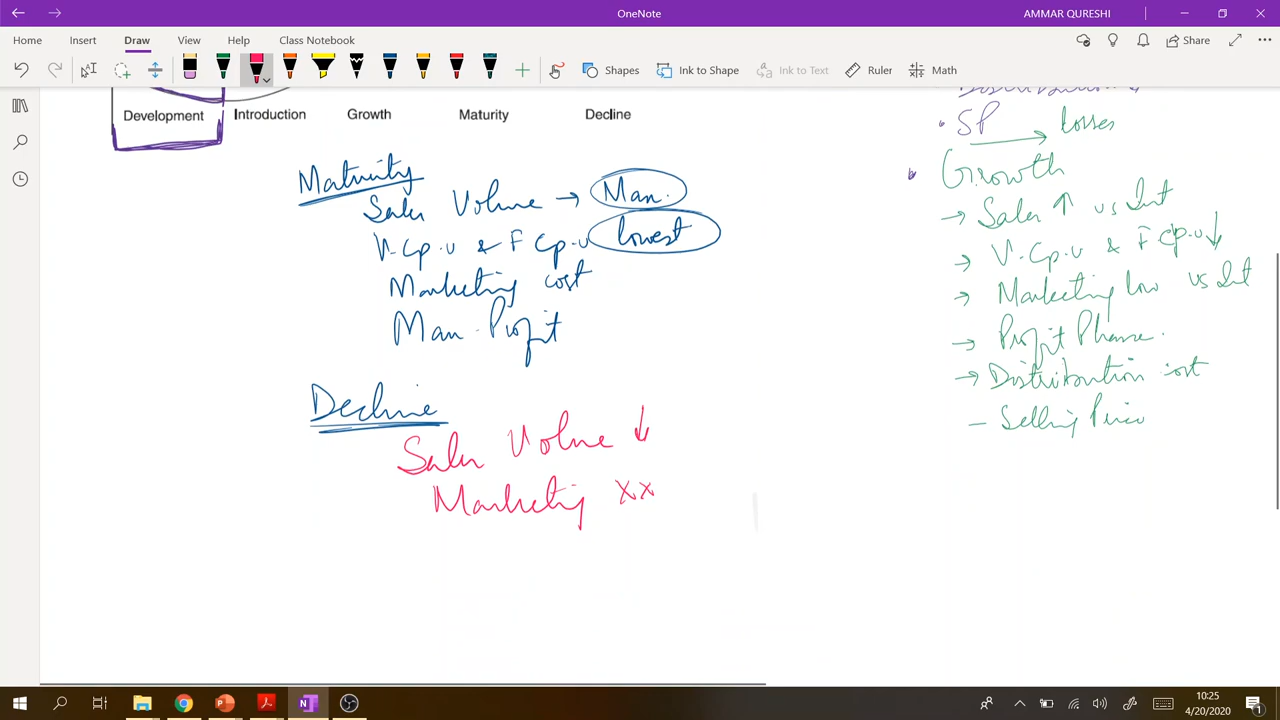 OneNote
AMMAR QURESHI
Home Insert Draw View Help Class Notebook
Share
Shapes Ink to Shape Ink to Text Ruler Math
Development Introduction Growth Maturity Decline
Maturity
Sales Volume → Max.
V.Cp.u & F Cp.u lowest
Marketing cost
Max Profit
Decline
Sales Volume ↓
Marketing XX
Distribution ↓
• SP → losses
Growth
→ Sales ↑ vs Int
→ V.Cp.u & F Cp.u ↓
→ Marketing low vs Int
→ Profit Phase.
→ Distribution cost
– Selling Price
10:25
4/20/2020
1